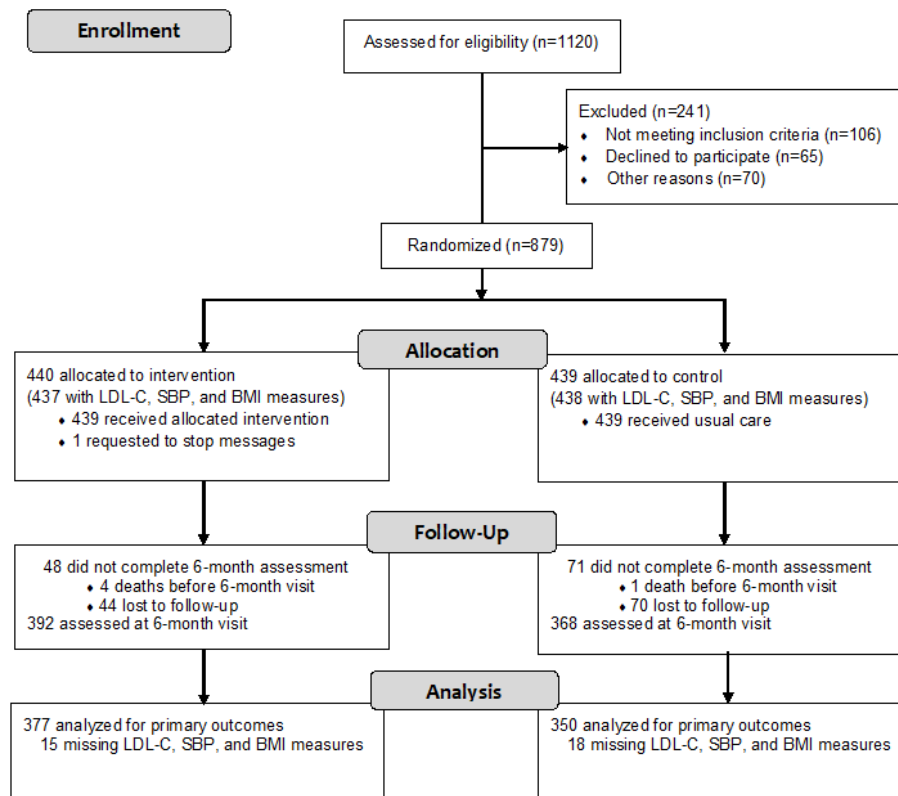 Enrollment
Assessed for eligibility (n=1120)
Excluded (n=241)
♦ Not meeting inclusion criteria (n=106)
♦ Declined to participate (n=65)
♦ Other reasons (n=70)
Randomized (n=879)
Allocation
440 allocated to intervention
(437 with LDL-C, SBP, and BMI measures)
♦ 439 received allocated intervention
♦ 1 requested to stop messages
439 allocated to control
(438 with LDL-C, SBP, and BMI measures)
♦ 439 received usual care
Follow-Up
48 did not complete 6-month assessment
♦ 4 deaths before 6-month visit
♦ 44 lost to follow-up
392 assessed at 6-month visit
71 did not complete 6-month assessment
♦ 1 death before 6-month visit
♦ 70 lost to follow-up
368 assessed at 6-month visit
Analysis
377 analyzed for primary outcomes
15 missing LDL-C, SBP, and BMI measures
350 analyzed for primary outcomes
18 missing LDL-C, SBP, and BMI measures